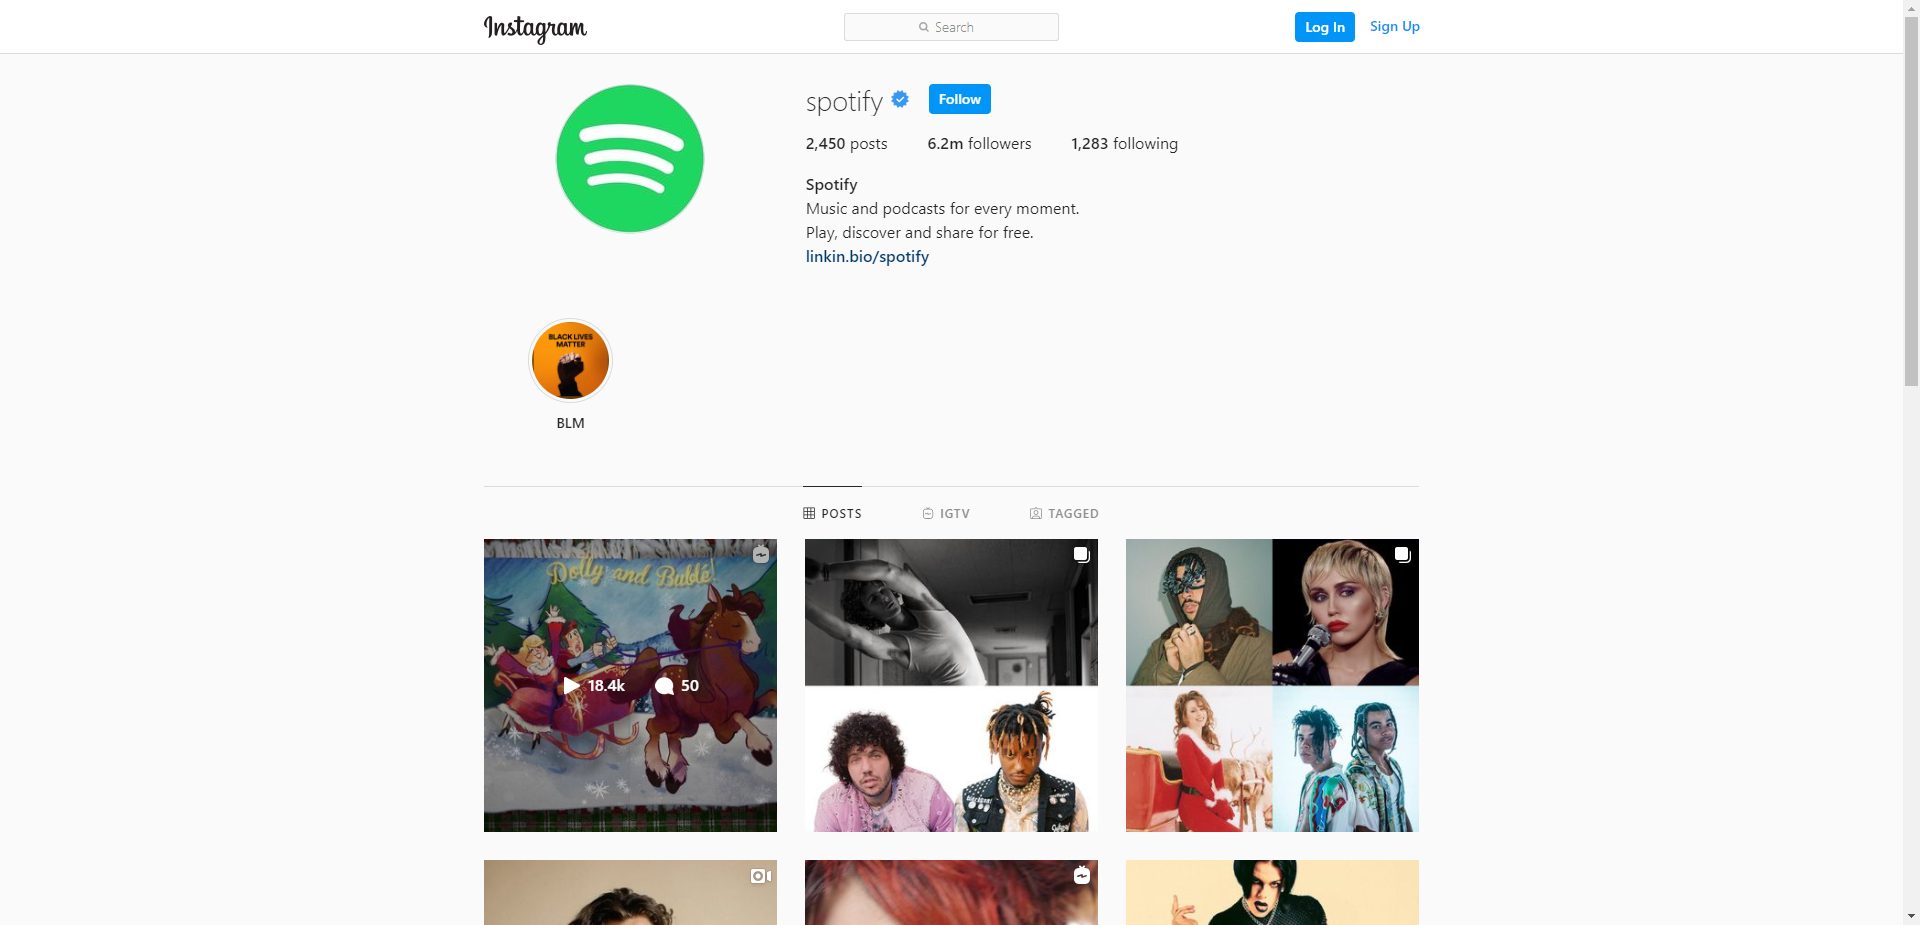 Instagram
Search
Log In
Sign Up
spotify
Follow
2,450 posts
6.2m followers
1,283 following
Spotify
Music and podcasts for every moment.
Play, discover and share for free.
linkin.bio/spotify
BLACK LIVES
MATTER
BLM
POSTS
IGTV
TAGGED
Dolly and Bublé!
18.4k
50